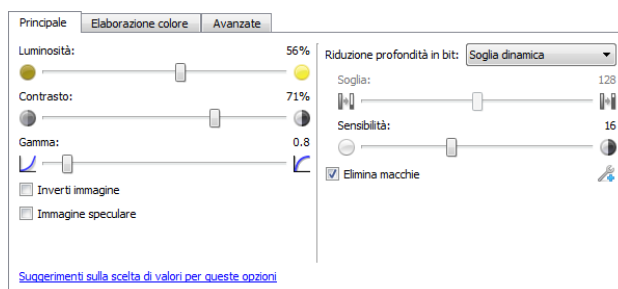 Principale Elaborazione colore Avanzate
Luminosità: 56%
Contrasto: 71%
Gamma: 0.8
Inverti immagine
Immagine speculare
Suggerimenti sulla scelta di valori per queste opzioni
Riduzione profondità in bit: Soglia dinamica
Soglia: 128
Sensibilità: 16
Elimina macchie